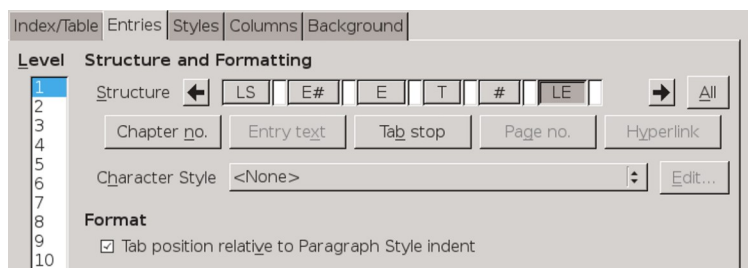 Index/Table Entries Styles Columns Background
Level Structure and Formatting
1
Structure LS E# E T # LE All
2
3
Chapter no. Entry text Tab stop Page no. Hyperlink
4
5
Character Style <None> Edit...
6
7
8 Format
9
Tab position relative to Paragraph Style indent
10